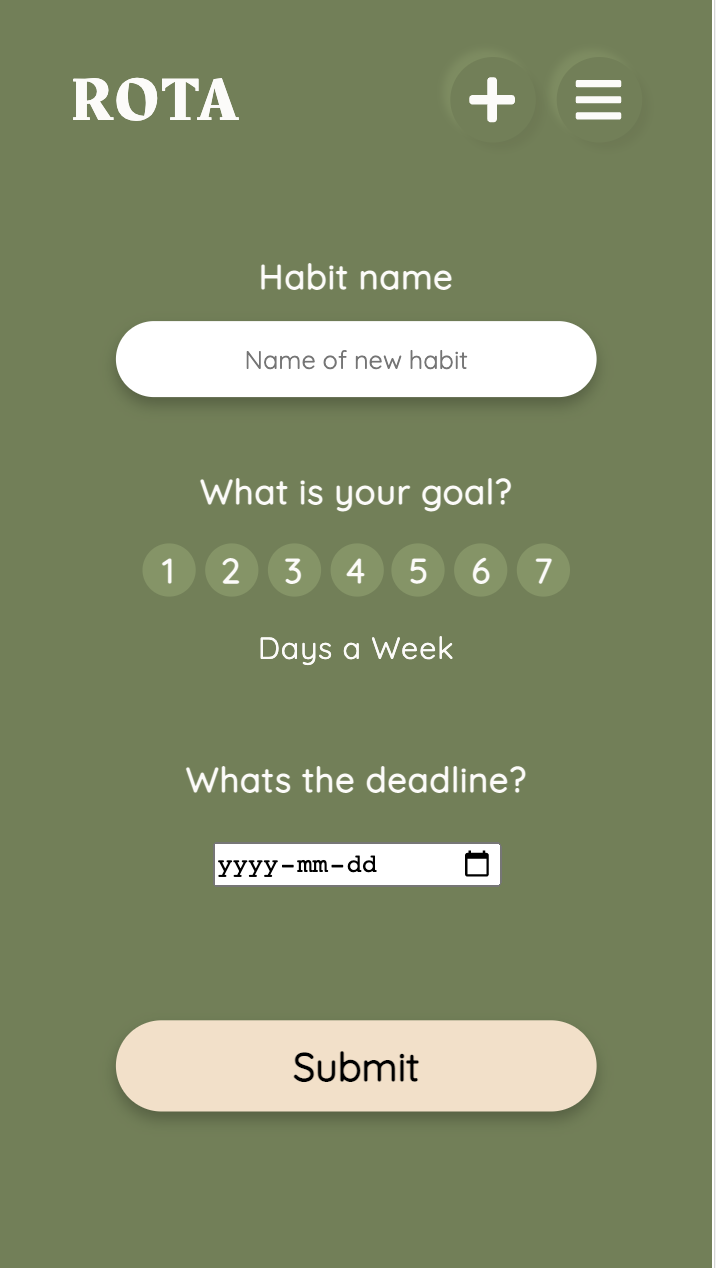 ROTA
Habit name
Name of new habit
What is your goal?
1 2 3 4 5 6 7
Days a Week
Whats the deadline?
yyyy-mm-dd
Submit